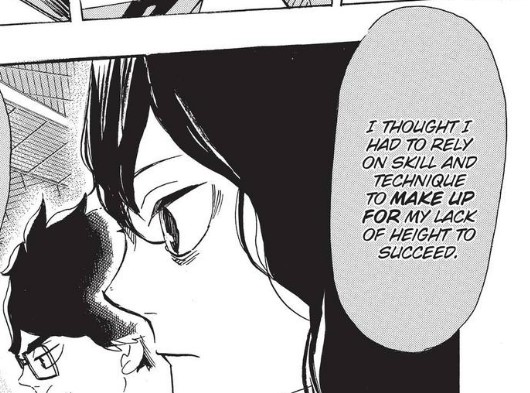 I THOUGHT I
HAD TO RELY
ON SKILL AND
TECHNIQUE
TO MAKE UP
FOR MY LACK
OF HEIGHT TO
SUCCEED.